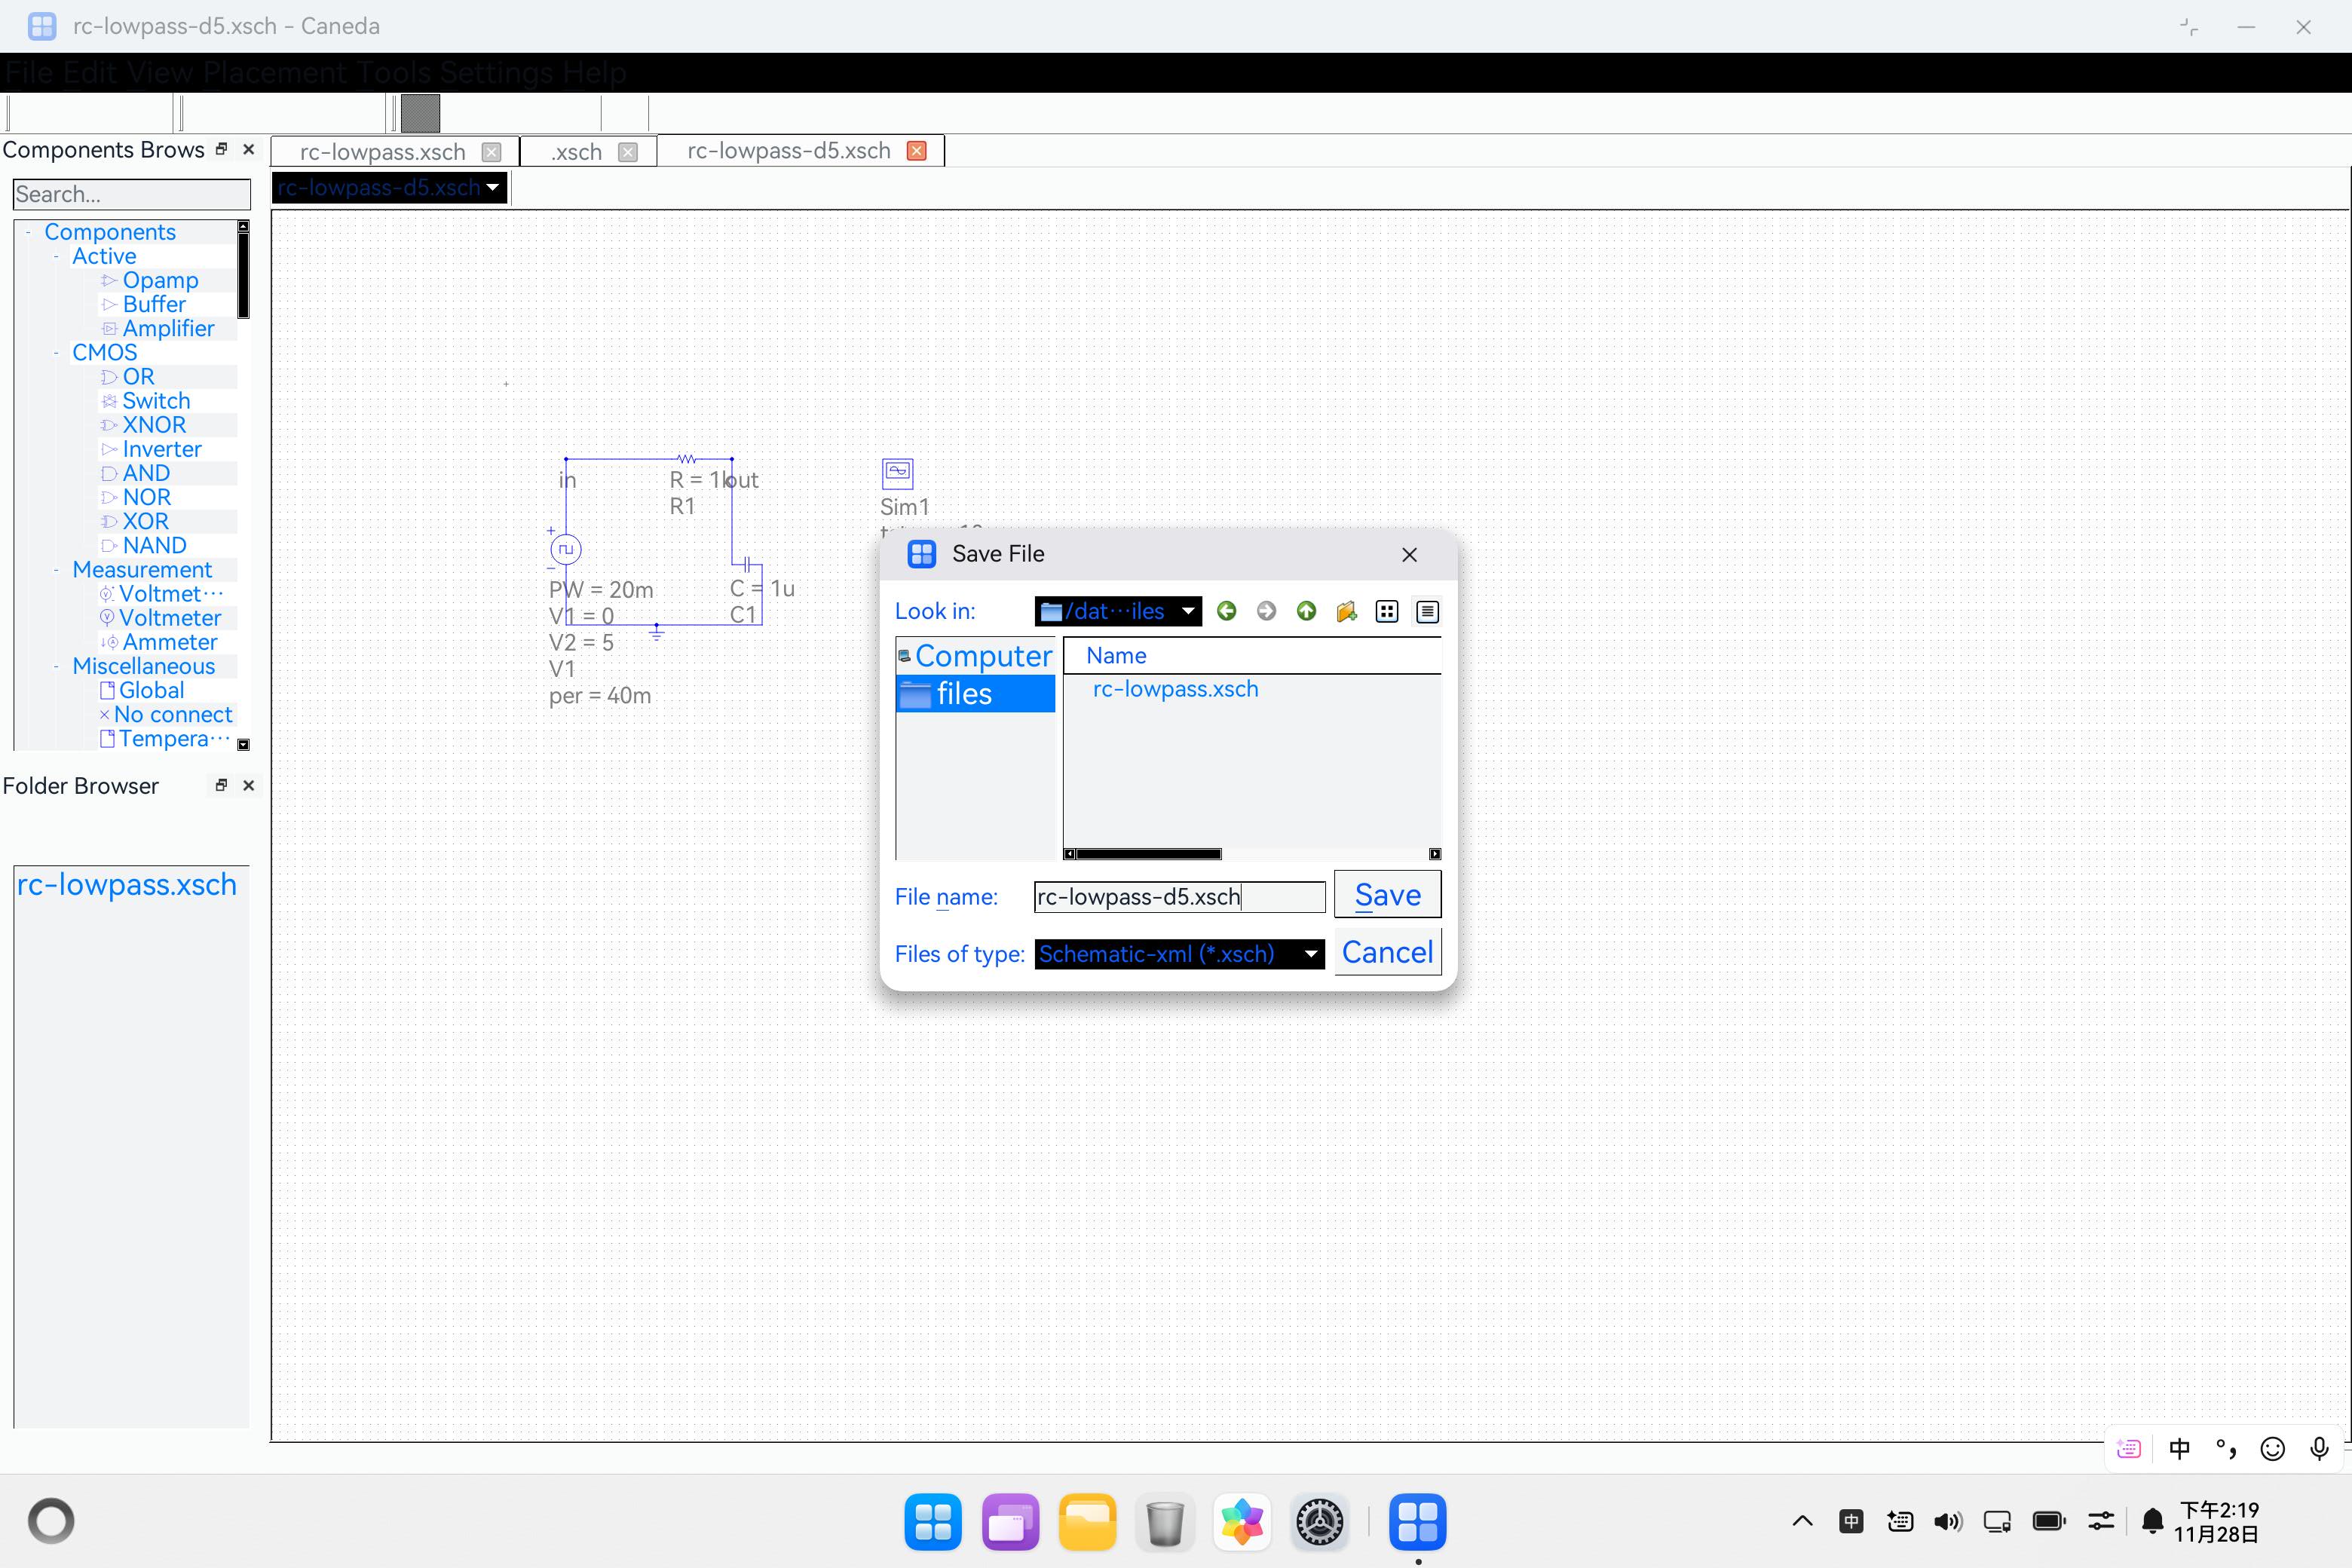 rc-lowpass-d5.xsch - Caneda
File Edit View Placement Tools Settings Help
Components Brows
rc-lowpass.xsch
.xsch
rc-lowpass-d5.xsch
rc-lowpass-d5.xsch
Search...
Components
Active
Opamp
Buffer
Amplifier
CMOS
OR
Switch
XNOR
Inverter
AND
NOR
XOR
NAND
Measurement
Voltmet···
Voltmeter
Ammeter
Miscellaneous
Global
No connect
Tempera···
Folder Browser
rc-lowpass.xsch
in
R = 1k
out
R1
+
−
PW = 20m
V1 = 0
V2 = 5
V1
per = 40m
C = 1u
C1
Sim1
Save File
Look in:
/dat···iles
Computer
files
Name
rc-lowpass.xsch
File name:
rc-lowpass-d5.xsch
Save
Files of type:
Schematic-xml (*.xsch)
Cancel
中
°,
中
下午2:19
11月28日